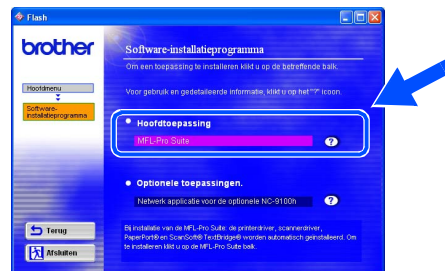 Flash
brother
Software-installatieprogramma
Om een toepassing te installeren klikt u op de betreffende balk.
Hoofdmenu
Voor gebruik en gedetaileerde informatie, klikt u op het "?" icoon.
Software-
installatieprogramma
Hoofdtoepassing
MFL-Pro Suite
?
Optionele toepassingen.
Netwerk applicatie voor de optionele NC-9100h
?
Terug
Bij installatie van de MFL-Pro Suite: de printerdriver, scannerdriver,
PaperPort® en ScanSoft® TextBridge® worden automatisch geïnstalleerd. Om
te installeren klikt u op de MFL-Pro Suite balk.
Afsluiten